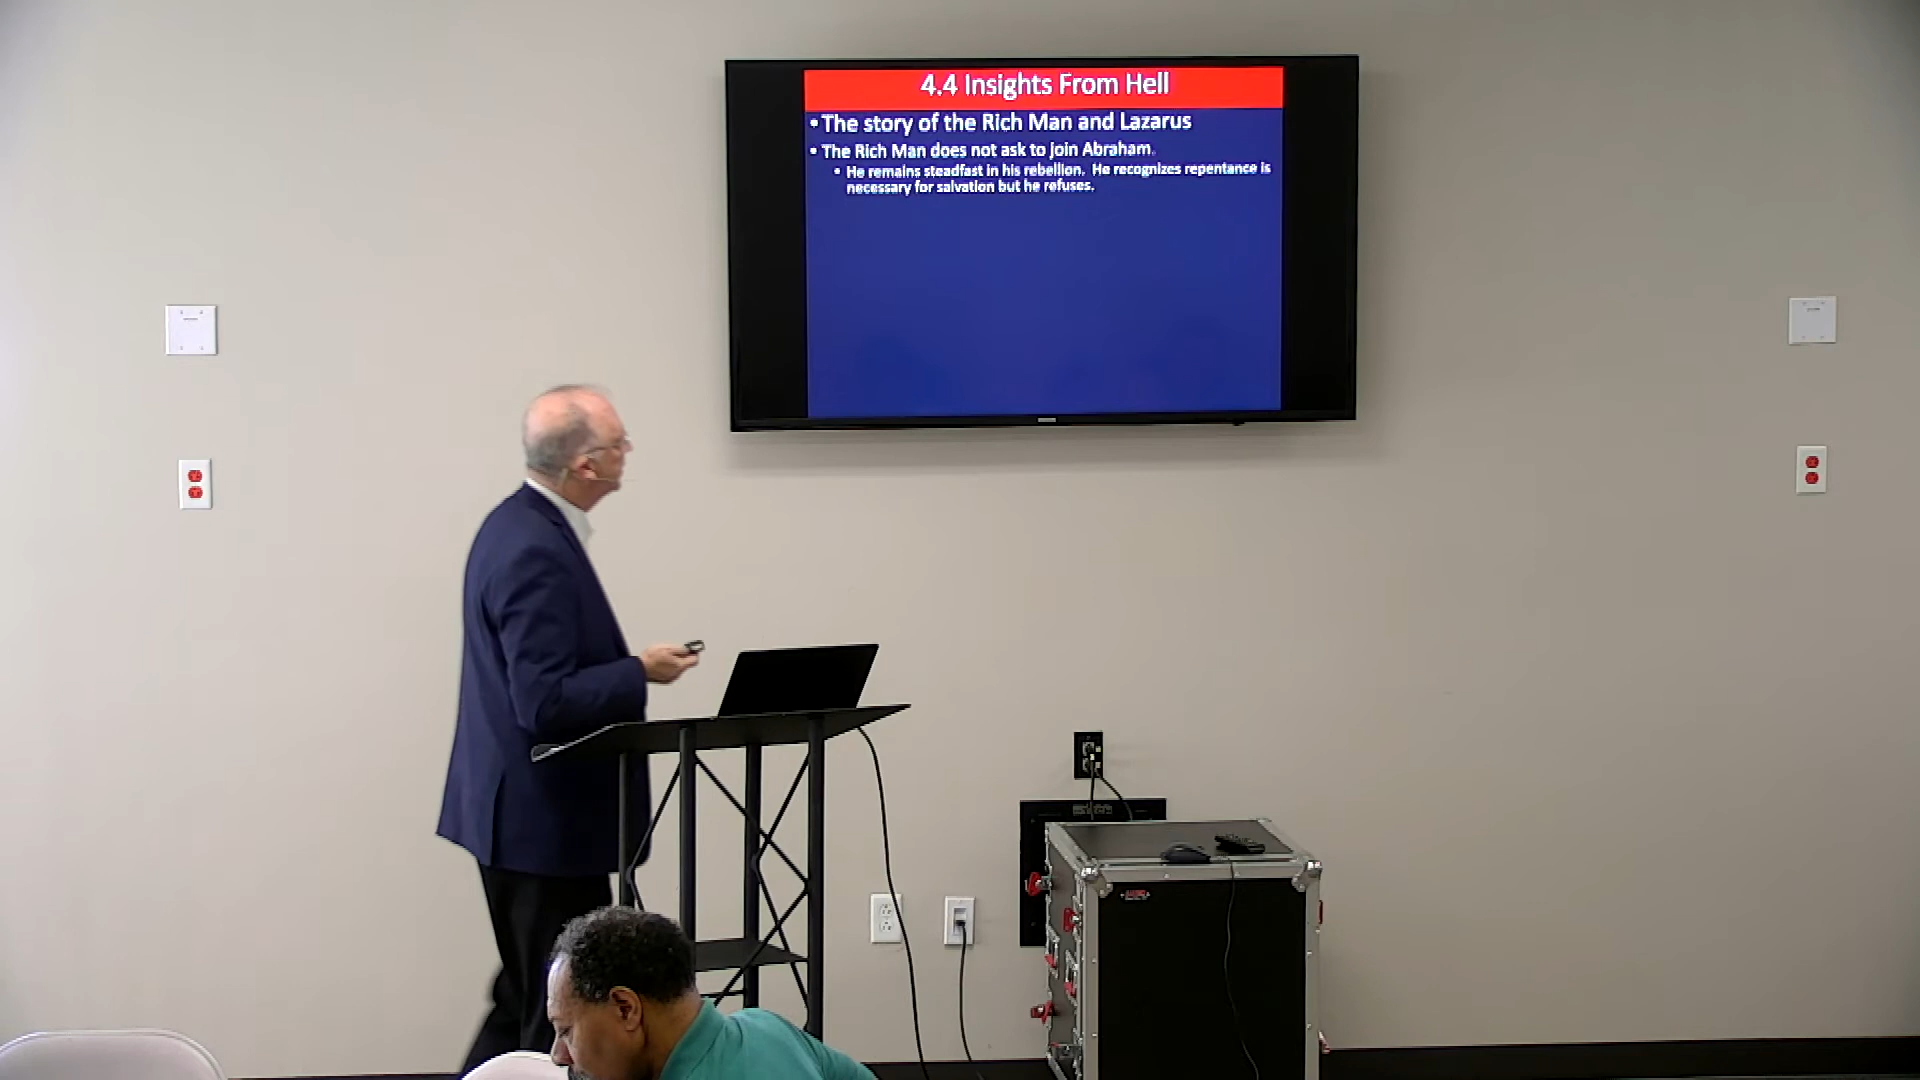 4.4 Insights From Hell
• The story of the Rich Man and Lazarus
• The Rich Man does not ask to join Abraham.
• He remains steadfast in his rebellion. He recognizes repentance is
necessary for salvation but he refuses.